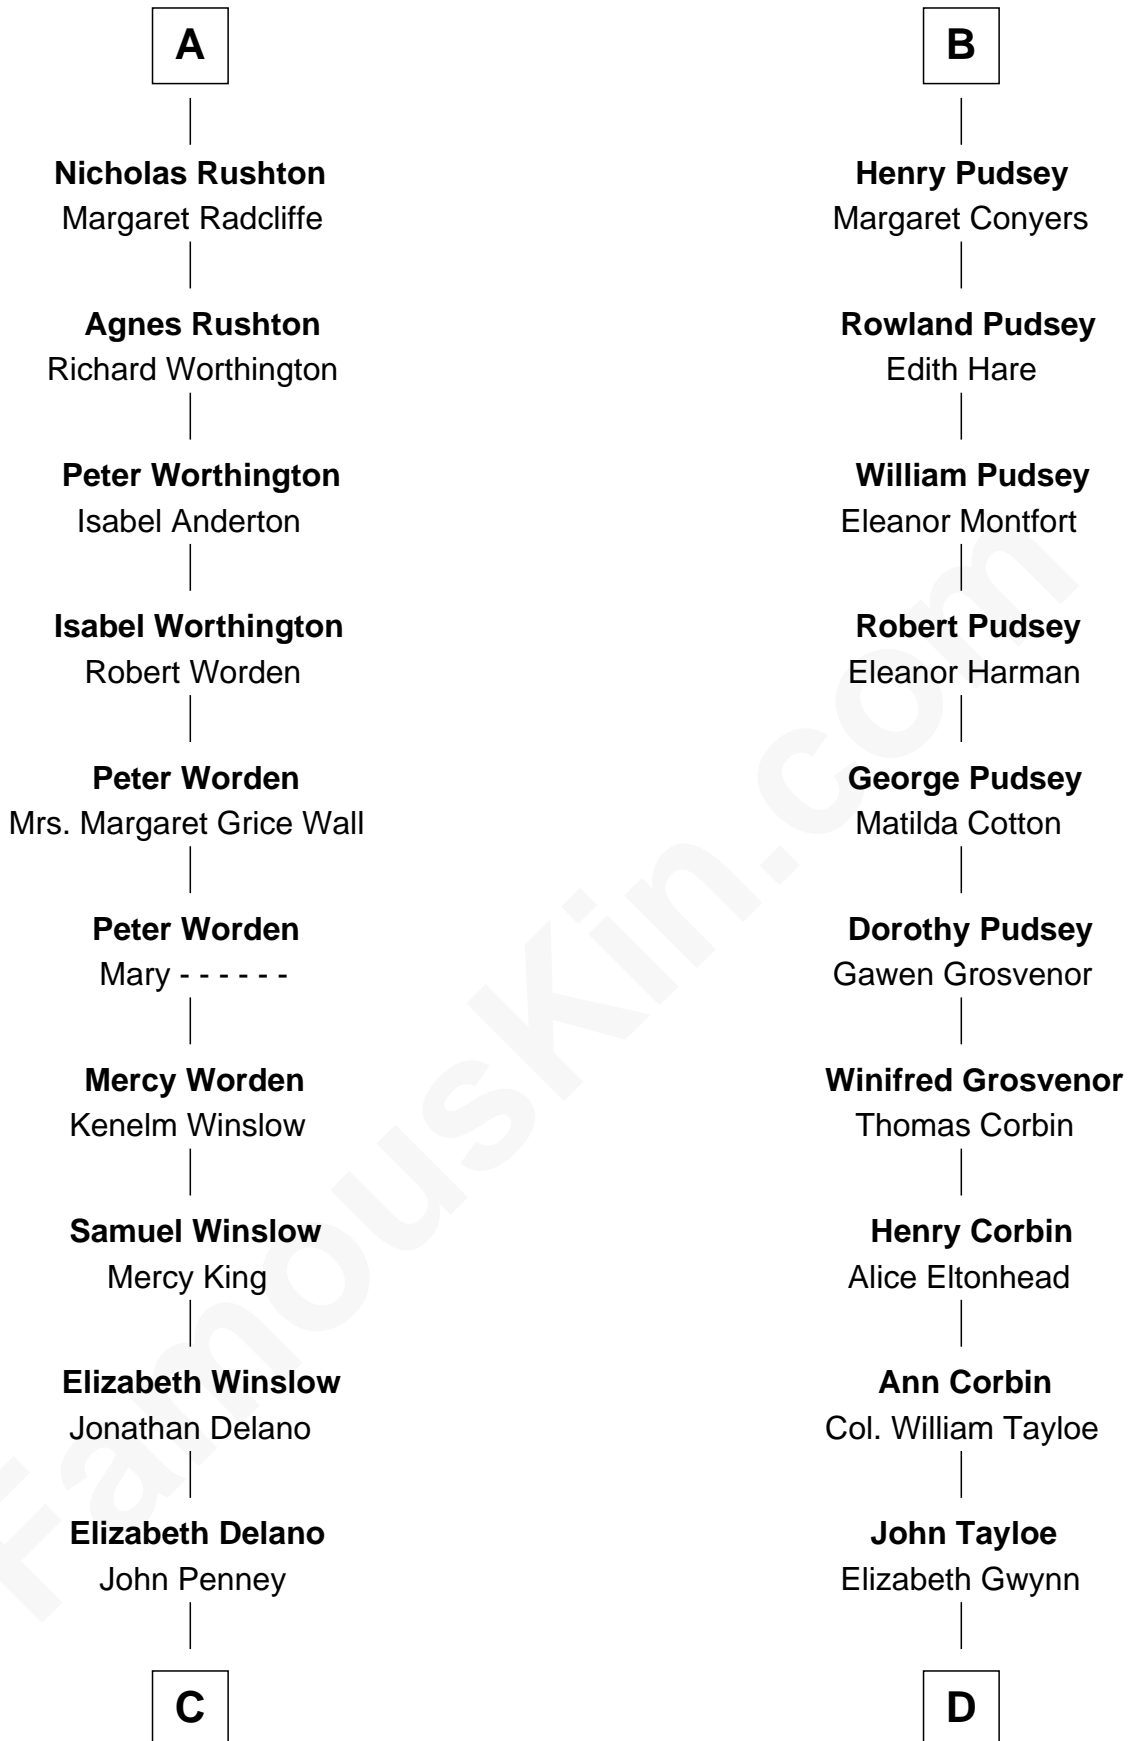 A
Nicholas Rushton
Margaret Radcliffe
Agnes Rushton
Richard Worthington
Peter Worthington
Isabel Anderton
Isabel Worthington
Robert Worden
Peter Worden
Mrs. Margaret Grice Wall
Peter Worden
Mary - - - - - -
Mercy Worden
Kenelm Winslow
Samuel Winslow
Mercy King
Elizabeth Winslow
Jonathan Delano
Elizabeth Delano
John Penney
C
B
Henry Pudsey
Margaret Conyers
Rowland Pudsey
Edith Hare
William Pudsey
Eleanor Montfort
Robert Pudsey
Eleanor Harman
George Pudsey
Matilda Cotton
Dorothy Pudsey
Gawen Grosvenor
Winifred Grosvenor
Thomas Corbin
Henry Corbin
Alice Eltonhead
Ann Corbin
Col. William Tayloe
John Tayloe
Elizabeth Gwynn
D
FamousKin.com